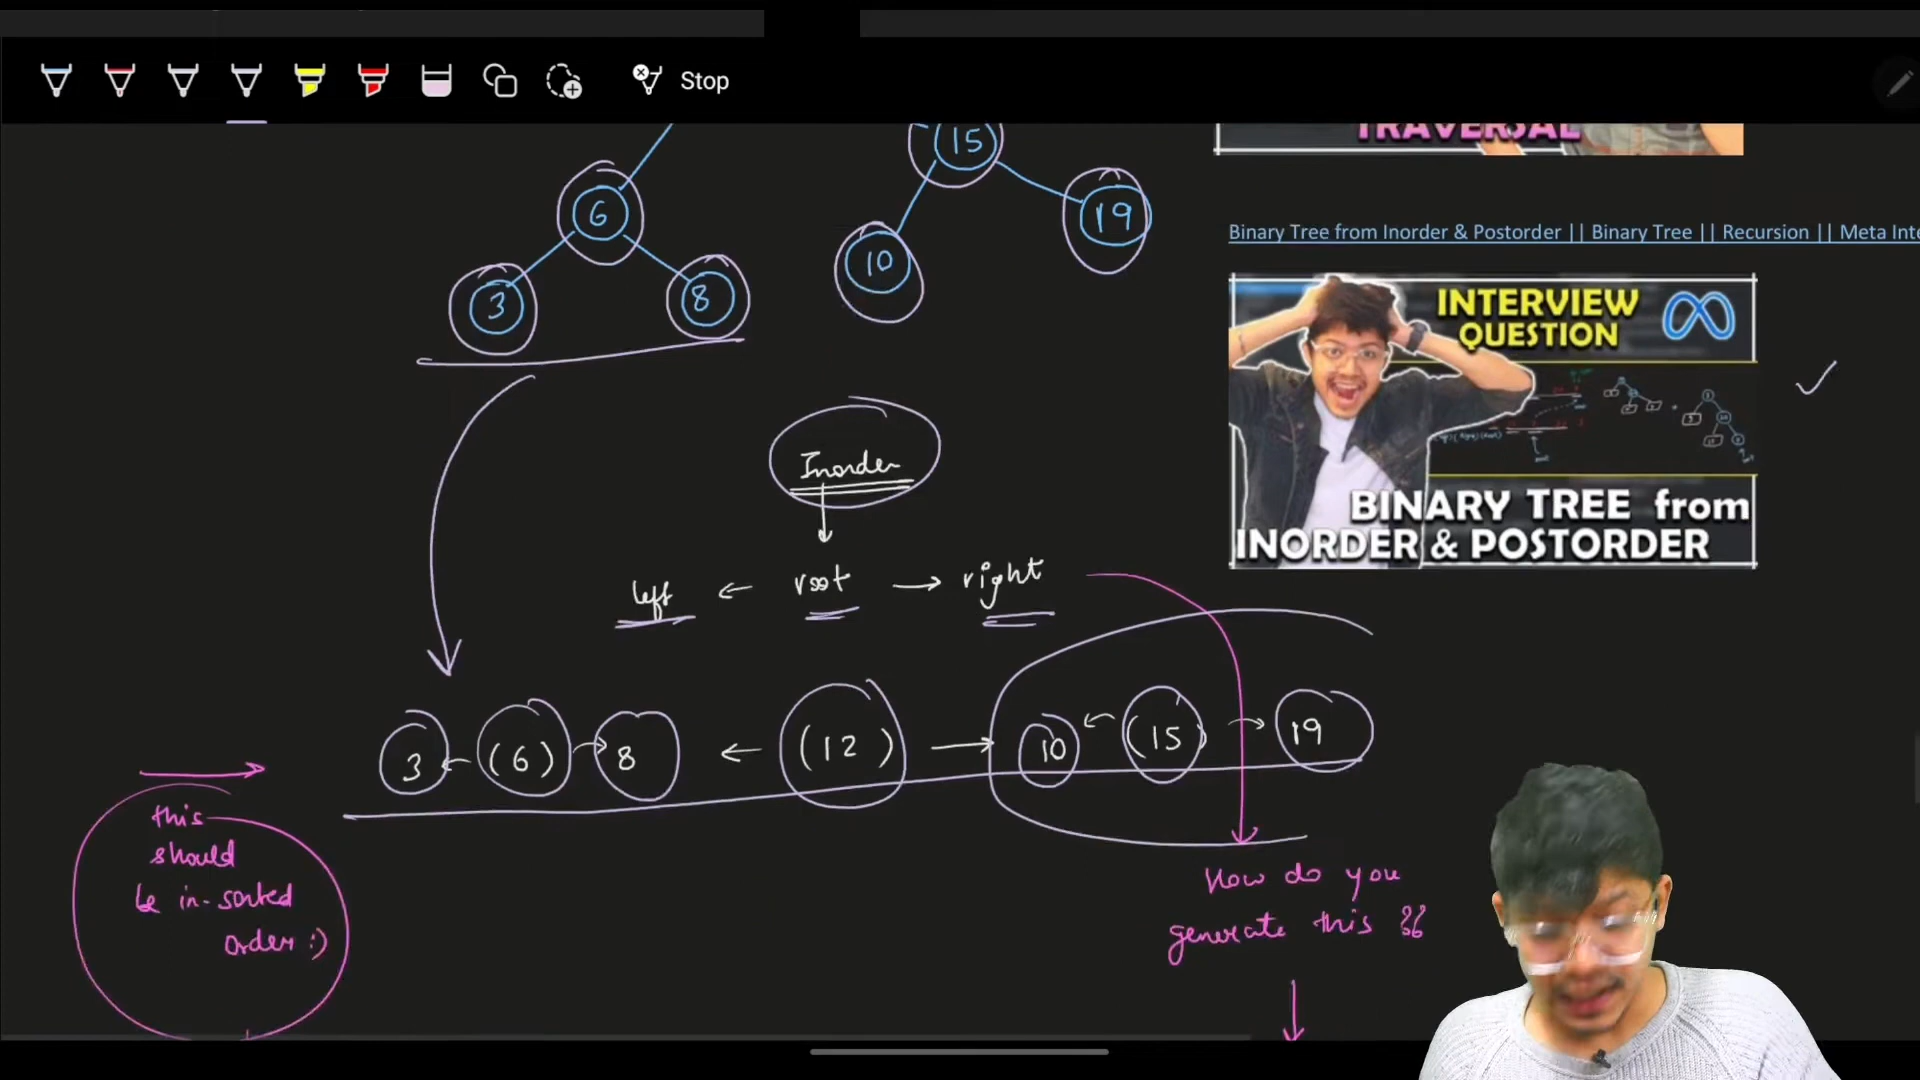 Stop
TRAVERSAL
15
6
19
10
3
8
Binary Tree from Inorder & Postorder || Binary Tree || Recursion || Meta Inte
INTERVIEW
QUESTION
BINARY TREE from
INORDER & POSTORDER
Inorder
left ← root → right
3 ← (6) → 8 ← (12) → 10 ← (15) → 19
this
should
be in-sorted
order :)
How do you
generate this ??